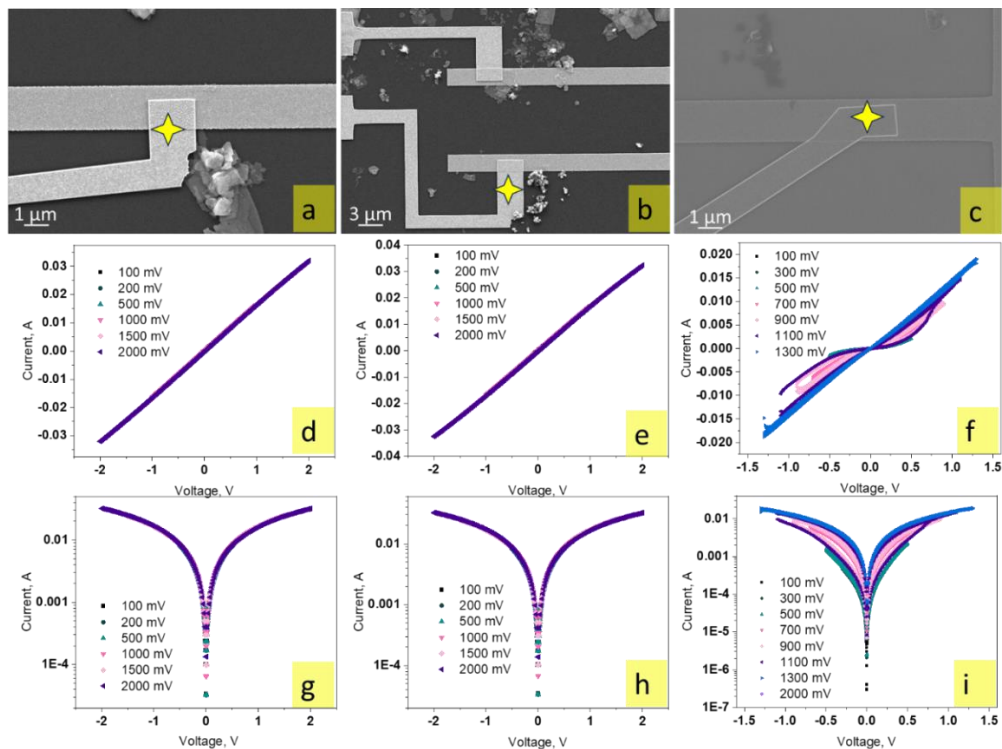 a
1 µm
b
3 µm
c
1 µm
Current, A
0.03
0.02
0.01
0.00
-0.01
-0.02
-0.03
100 mV
200 mV
500 mV
1000 mV
1500 mV
2000 mV
d
-2
-1
0
1
2
Voltage, V
Current, A
0.04
0.03
0.02
0.01
0.00
-0.01
-0.02
-0.03
-0.04
100 mV
200 mV
500 mV
1000 mV
1500 mV
2000 mV
e
-2
-1
0
1
2
Voltage, V
Current, A
0.020
0.015
0.010
0.005
0.000
-0.005
-0.010
-0.015
-0.020
100 mV
300 mV
500 mV
700 mV
900 mV
1100 mV
1300 mV
f
-1.5
-1.0
-0.5
0.0
0.5
1.0
1.5
Voltage, V
Current, A
0.01
0.001
1E-4
100 mV
200 mV
500 mV
1000 mV
1500 mV
2000 mV
g
-2
-1
0
1
2
Voltage, V
Current, A
0.01
0.001
1E-4
100 mV
200 mV
500 mV
1000 mV
1500 mV
2000 mV
h
-2
-1
0
1
2
Voltage, V
Current, A
0.01
0.001
1E-4
1E-5
1E-6
1E-7
100 mV
300 mV
500 mV
700 mV
900 mV
1100 mV
1300 mV
2000 mV
i
-1.5
-1.0
-0.5
0.0
0.5
1.0
1.5
Voltage, V